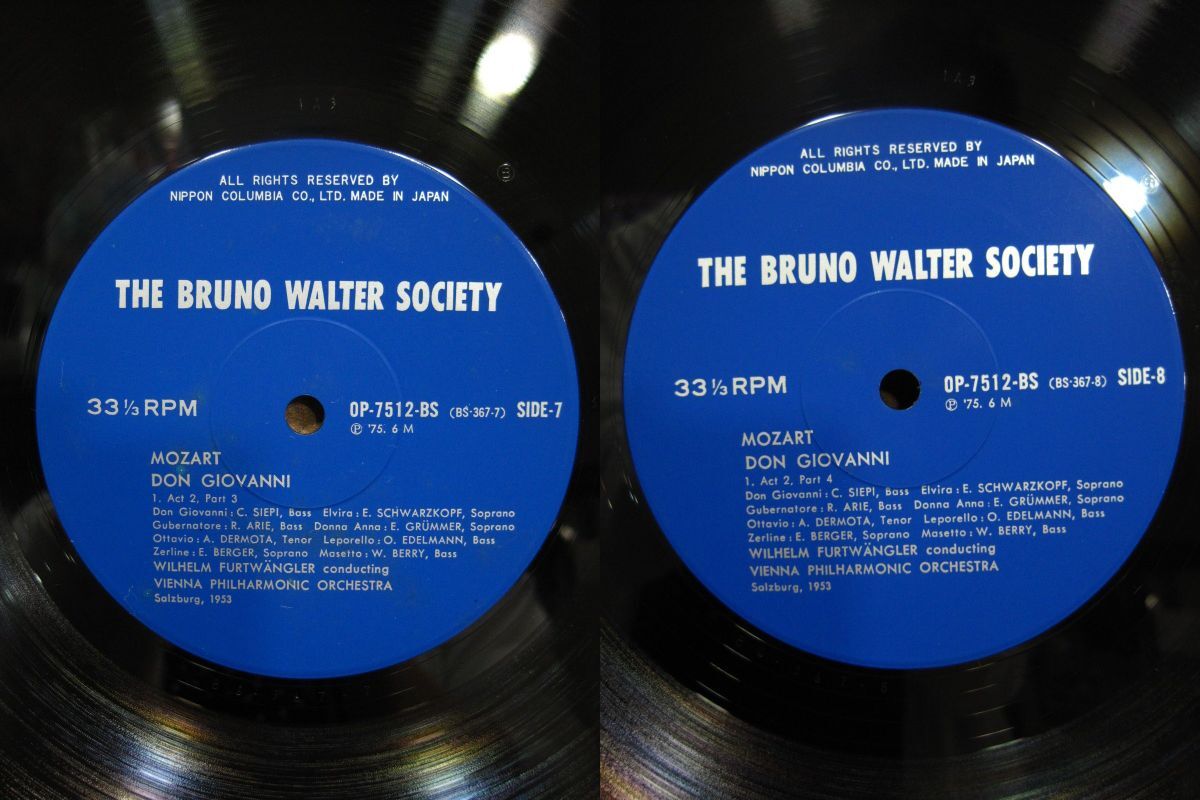 1 A 3
ALL RIGHTS RESERVED BY
NIPPON COLUMBIA CO., LTD. MADE IN JAPAN
THE BRUNO WALTER SOCIETY
33 1/3 RPM
OP-7512-BS (BS-367-7) SIDE-7
Ⓟ '75. 6 M
MOZART
DON GIOVANNI
1. Act 2, Part 3
Don Giovanni : C. SIEPI, Bass Elvira : E. SCHWARZKOPF, Soprano
Gubernatore : R. ARIE, Bass Donna Anna : E. GRÜMMER, Soprano
Ottavio : A. DERMOTA, Tenor Leporello : O. EDELMANN, Bass
Zerline : E. BERGER, Soprano Masetto : W. BERRY, Bass
WILHELM FURTWÄNGLER conducting
VIENNA PHILHARMONIC ORCHESTRA
Salzburg, 1953
1 A 3
ALL RIGHTS RESERVED BY
NIPPON COLUMBIA CO., LTD. MADE IN JAPAN
THE BRUNO WALTER SOCIETY
33 1/3 RPM
OP-7512-BS (BS-367-8) SIDE-8
Ⓟ '75. 6 M
MOZART
DON GIOVANNI
1. Act 2, Part 4
Don Giovanni : C. SIEPI, Bass Elvira : E. SCHWARZKOPF, Soprano
Gubernatore : R. ARIE, Bass Donna Anna : E. GRÜMMER, Soprano
Ottavio : A. DERMOTA, Tenor Leporello : O. EDELMANN, Bass
Zerline : E. BERGER, Soprano Masetto : W. BERRY, Bass
WILHELM FURTWÄNGLER conducting
VIENNA PHILHARMONIC ORCHESTRA
Salzburg, 1953